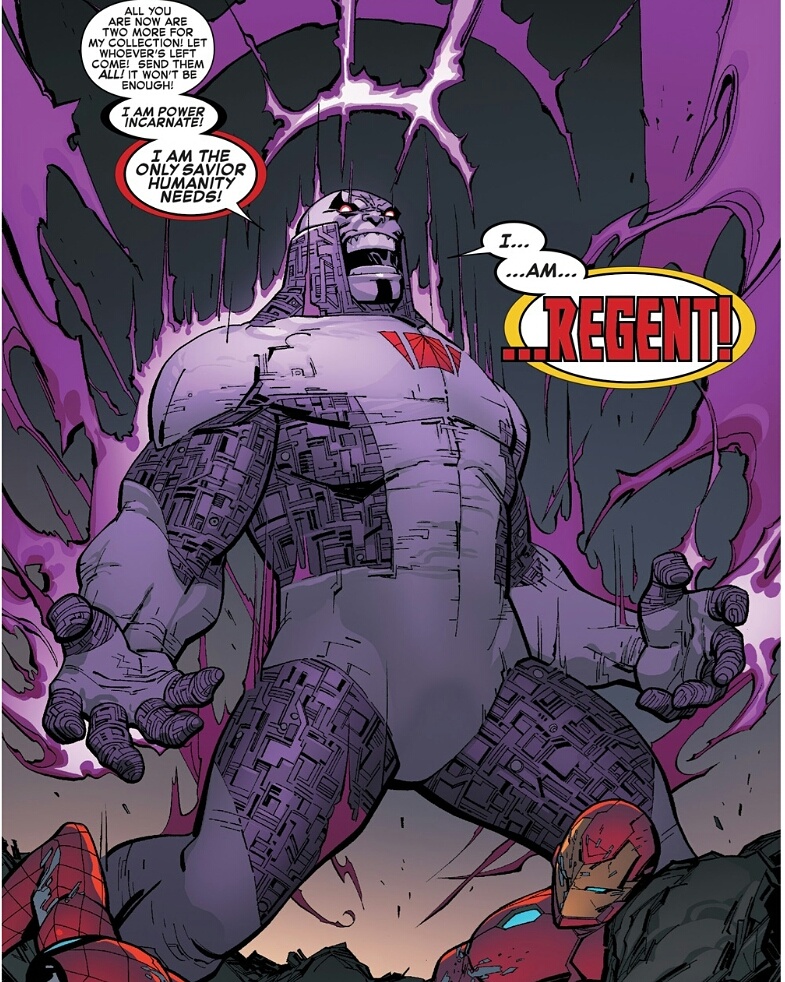 ALL YOU
ARE NOW ARE
TWO MORE FOR
MY COLLECTION! LET
WHOEVER'S LEFT
COME! SEND THEM
ALL! IT WON'T BE
ENOUGH!
I AM POWER
INCARNATE!
I AM THE
ONLY SAVIOR
HUMANITY
NEEDS!
I...
...AM...
...REGENT!